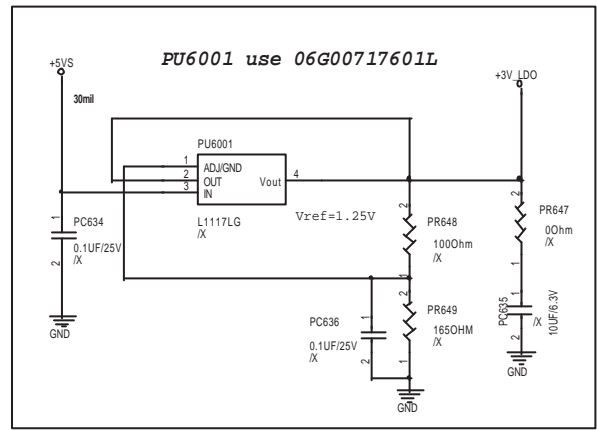 PU6001 use 06G00717601L
+5VS
+3V_LDO
30mil
PU6001
1
ADJ/GND
2
OUT
Vout
4
3
IN
L1117LG
/X
Vref=1.25V
1
PC634
0.1UF/25V
/X
2
GND
2
PR648
100Ohm
/X
1
2
PR647
0Ohm
/X
1
1
PC636
0.1UF/25V
/X
2
2
PR649
165OHM
/X
1
GND
1
PC635
/X
10UF/6.3V
2
GND